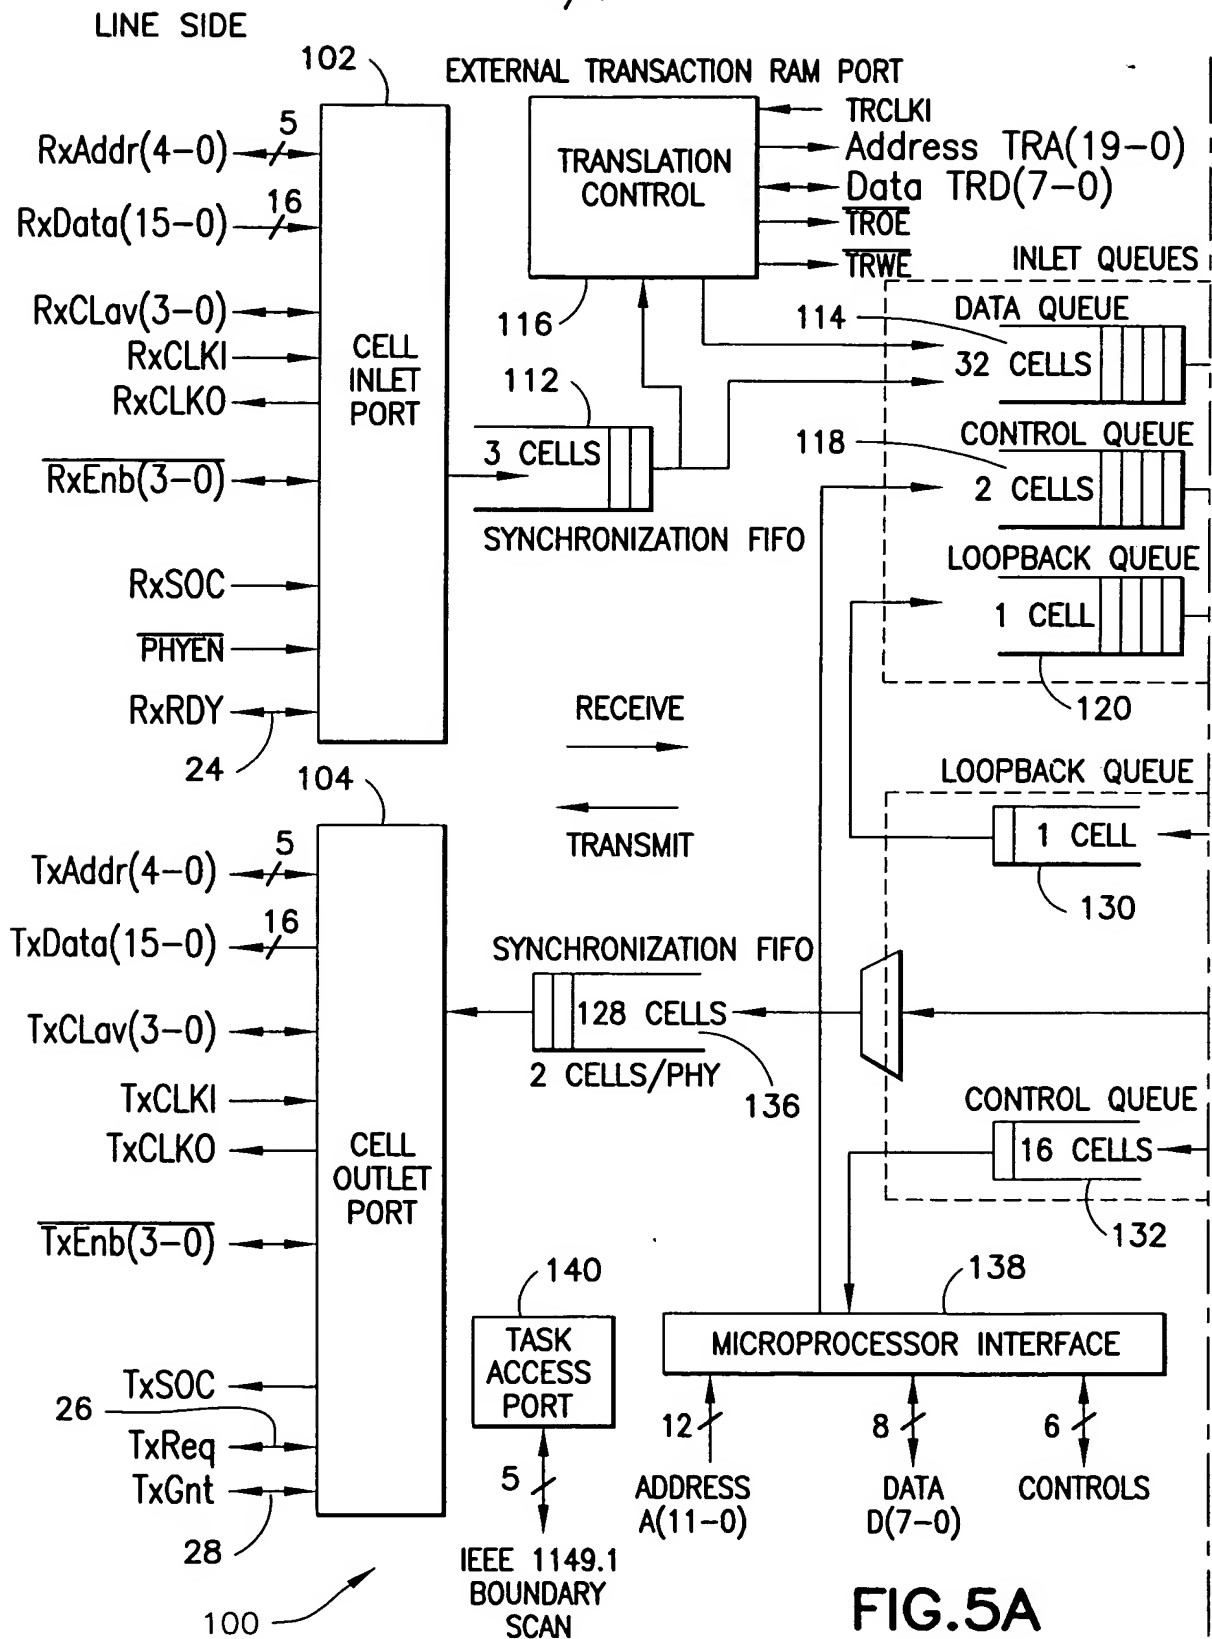 LINE SIDE
102
EXTERNAL TRANSACTION RAM PORT
RxAddr(4-0)
5
RxData(15-0)
16
RxCLav(3-0)
RxCLKI
RxCLKO
RxEnb(3-0)
RxSOC
PHYEN
RxRDY
24
CELL
INLET
PORT
TRANSLATION
CONTROL
116
TRCLKI
Address TRA(19-0)
Data TRD(7-0)
TROE
TRWE
INLET QUEUES
DATA QUEUE
114
32 CELLS
112
3 CELLS
SYNCHRONIZATION FIFO
CONTROL QUEUE
118
2 CELLS
LOOPBACK QUEUE
1 CELL
120
RECEIVE
TRANSMIT
LOOPBACK QUEUE
1 CELL
130
104
TxAddr(4-0)
5
TxData(15-0)
16
TxCLav(3-0)
TxCLKI
TxCLKO
TxEnb(3-0)
TxSOC
26
TxReq
TxGnt
28
CELL
OUTLET
PORT
SYNCHRONIZATION FIFO
128 CELLS
2 CELLS/PHY
136
CONTROL QUEUE
16 CELLS
132
140
TASK
ACCESS
PORT
5
IEEE 1149.1
BOUNDARY
SCAN
138
MICROPROCESSOR INTERFACE
12
ADDRESS
A(11-0)
8
DATA
D(7-0)
6
CONTROLS
100
FIG.5A